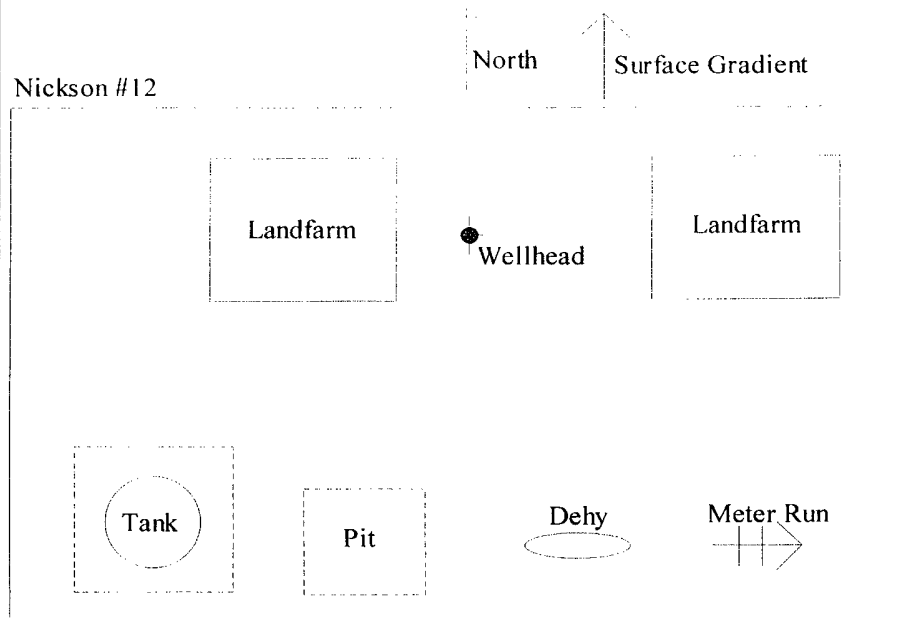 North
Surface Gradient
Nickson #12
Landfarm
Landfarm
Wellhead
Tank
Pit
Dehy
Meter Run